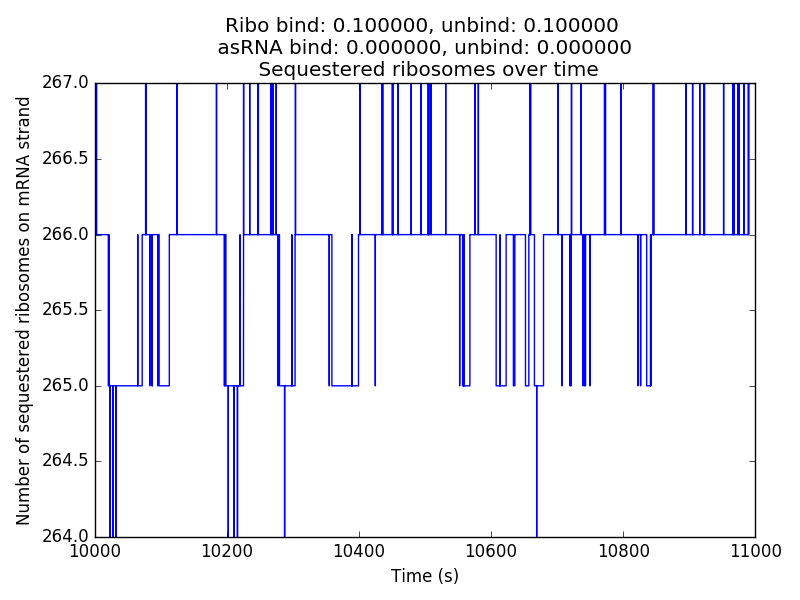 Ribo bind: 0.100000, unbind: 0.100000
asRNA bind: 0.000000, unbind: 0.000000
Sequestered ribosomes over time
Number of sequestered ribosomes on mRNA strand
267.0
266.5
266.0
265.5
265.0
264.5
264.0
10000 10200 10400 10600 10800 11000
Time (s)